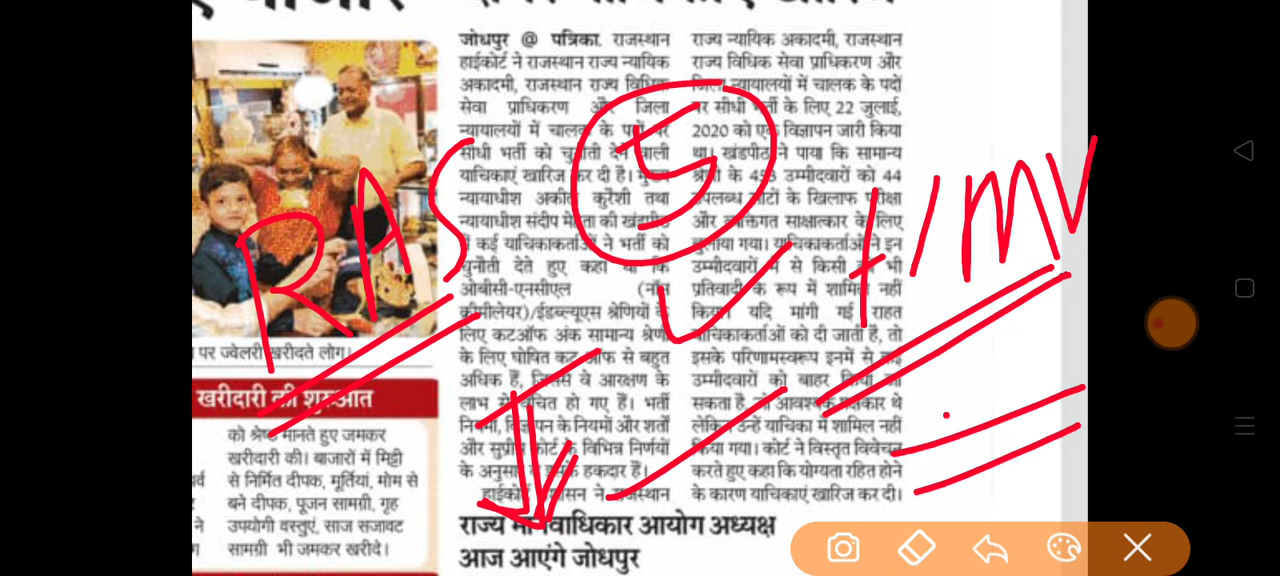 जोधपुर @ पत्रिका. राजस्थान
हाईकोर्ट ने राजस्थान राज्य न्यायिक
अकादमी, राजस्थान राज्य विधिक
सेवा प्राधिकरण और जिला
न्यायालयों में चालक के पदों पर
सीधी भर्ती को चुनौती देने वाली
याचिकाएं खारिज कर दी है। मुख्य
न्यायाधीश अकील कुरैशी तथा
न्यायाधीश संदीप मेहता की खंडपीठ
में कई याचिकाकर्ताओं ने भर्ती को
चुनौती देते हुए कहा था कि
ओबीसी-एनसीएल (नॉन
क्रीमीलेयर)/ईडब्ल्यूएस श्रेणियों के
लिए कटऑफ अंक सामान्य श्रेणी
के लिए घोषित कट ऑफ से बहुत
अधिक हैं, जिससे वे आरक्षण के
लाभ से वंचित हो गए हैं। भर्ती
नियमों, विज्ञापन के नियमों और शर्तों
और सुप्रीम कोर्ट के विभिन्न निर्णयों
के अनुसार हकदार हैं।
हाईकोर्ट प्रशासन ने राजस्थान
राज्य न्यायिक अकादमी, राजस्थान
राज्य विधिक सेवा प्राधिकरण और
जिला न्यायालयों में चालक के पदों
पर सीधी भर्ती के लिए 22 जुलाई,
2020 को एक विज्ञापन जारी किया
था। खंडपीठ ने पाया कि सामान्य
श्रेणी के 453 उम्मीदवारों को 44
उपलब्ध सीटों के खिलाफ परीक्षा
और व्यक्तिगत साक्षात्कार के लिए
बुलाया गया। याचिकाकर्ताओं ने इन
उम्मीदवारों में से किसी को भी
प्रतिवादी के रूप में शामिल नहीं
किया। यदि मांगी गई राहत
याचिकाकर्ताओं को दी जाती है, तो
इसके परिणामस्वरूप इनमें से कई
उम्मीदवारों को बाहर किया जा
सकता है, जो आवश्यक पक्षकार थे
लेकिन उन्हें याचिका में शामिल नहीं
किया गया। कोर्ट ने विस्तृत विवेचन
करते हुए कहा कि योग्यता रहित होने
के कारण याचिकाएं खारिज कर दी।
पर ज्वेलरी खरीदते लोग।
खरीदारी की शुरुआत
को श्रेष्ठ मानते हुए जमकर
खरीदारी की। बाजारों में मिट्टी
से निर्मित दीपक, मूर्तियां, मोम से
बने दीपक, पूजन सामग्री, गृह
उपयोगी वस्तुएं, साज सजावट
सामग्री भी जमकर खरीदे।
राज्य मानवाधिकार आयोग अध्यक्ष
आज आएंगे जोधपुर
RAS